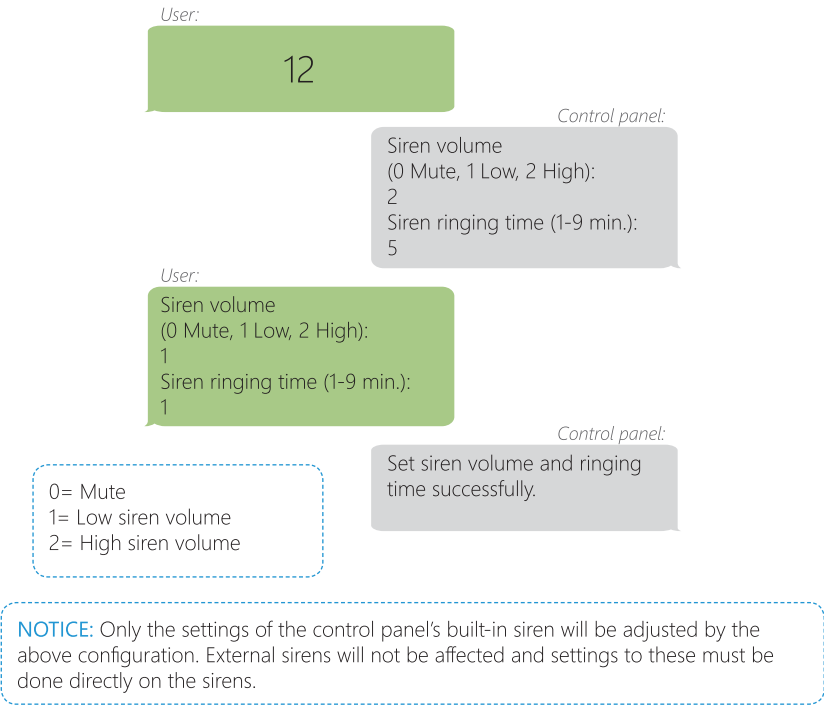 User:
12
Control panel:
Siren volume
(0 Mute, 1 Low, 2 High):
2
Siren ringing time (1-9 min.):
5
User:
Siren volume
(0 Mute, 1 Low, 2 High):
1
Siren ringing time (1-9 min.):
1
Control panel:
Set siren volume and ringing
time successfully.
0= Mute
1= Low siren volume
2= High siren volume
NOTICE: Only the settings of the control panel’s built-in siren will be adjusted by the
above configuration. External sirens will not be affected and settings to these must be
done directly on the sirens.